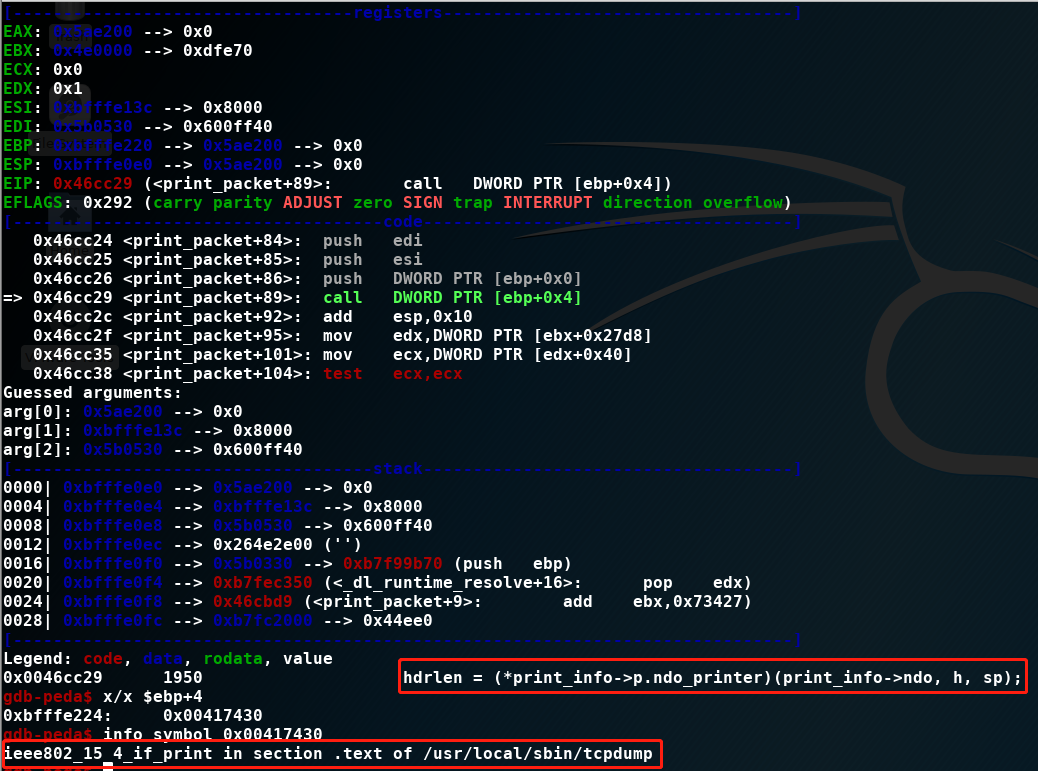 [----------------------------------registers-----------------------------------]
EAX: 0x5ae200 --> 0x0
EBX: 0x4e0000 --> 0xdfe70
ECX: 0x0
EDX: 0x1
ESI: 0xbfffe13c --> 0x8000
EDI: 0x5b0530 --> 0x600ff40
EBP: 0xbfffe220 --> 0x5ae200 --> 0x0
ESP: 0xbfffe0e0 --> 0x5ae200 --> 0x0
EIP: 0x46cc29 (<print_packet+89>:       call   DWORD PTR [ebp+0x4])
EFLAGS: 0x292 (carry parity ADJUST zero SIGN trap INTERRUPT direction overflow)
[-------------------------------------code-------------------------------------]
   0x46cc24 <print_packet+84>:  push   edi
   0x46cc25 <print_packet+85>:  push   esi
   0x46cc26 <print_packet+86>:  push   DWORD PTR [ebp+0x0]
=> 0x46cc29 <print_packet+89>:  call   DWORD PTR [ebp+0x4]
   0x46cc2c <print_packet+92>:  add    esp,0x10
   0x46cc2f <print_packet+95>:  mov    edx,DWORD PTR [ebx+0x27d8]
   0x46cc35 <print_packet+101>: mov    ecx,DWORD PTR [edx+0x40]
   0x46cc38 <print_packet+104>: test   ecx,ecx
Guessed arguments:
arg[0]: 0x5ae200 --> 0x0
arg[1]: 0xbfffe13c --> 0x8000
arg[2]: 0x5b0530 --> 0x600ff40
[------------------------------------stack-------------------------------------]
0000| 0xbfffe0e0 --> 0x5ae200 --> 0x0
0004| 0xbfffe0e4 --> 0xbfffe13c --> 0x8000
0008| 0xbfffe0e8 --> 0x5b0530 --> 0x600ff40
0012| 0xbfffe0ec --> 0x264e2e00 ('')
0016| 0xbfffe0f0 --> 0x5b0330 --> 0xb7f99b70 (push   ebp)
0020| 0xbfffe0f4 --> 0xb7fec350 (<_dl_runtime_resolve+16>:      pop    edx)
0024| 0xbfffe0f8 --> 0x46cbd9 (<print_packet+9>:        add    ebx,0x73427)
0028| 0xbfffe0fc --> 0xb7fc2000 --> 0x44ee0
[------------------------------------------------------------------------------]
Legend: code, data, rodata, value
0x0046cc29      1950                    hdrlen = (*print_info->p.ndo_printer)(print_info->ndo, h, sp);
gdb-peda$ x/x $ebp+4
0xbfffe224:     0x00417430
gdb-peda$ info symbol 0x00417430
ieee802_15_4_if_print in section .text of /usr/local/sbin/tcpdump